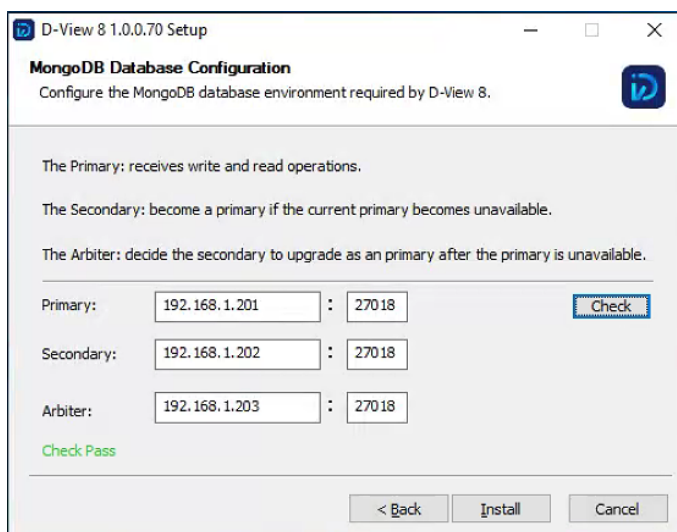 D-View 8 1.0.0.70 Setup
MongoDB Database Configuration
Configure the MongoDB database environment required by D-View 8.
The Primary: receives write and read operations.
The Secondary: become a primary if the current primary becomes unavailable.
The Arbiter: decide the secondary to upgrade as an primary after the primary is unavailable.
Primary: 192.168.1.201 : 27018 Check
Secondary: 192.168.1.202 : 27018
Arbiter: 192.168.1.203 : 27018
Check Pass
< Back Install Cancel